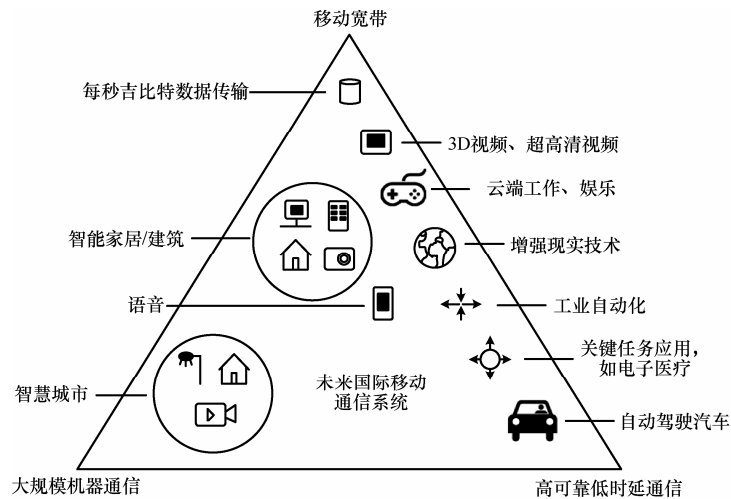 移动宽带
每秒吉比特数据传输
3D视频、超高清视频
云端工作、娱乐
智能家居/建筑
增强现实技术
语音
工业自动化
关键任务应用，
如电子医疗
未来国际移动
通信系统
智慧城市
自动驾驶汽车
大规模机器通信
高可靠低时延通信